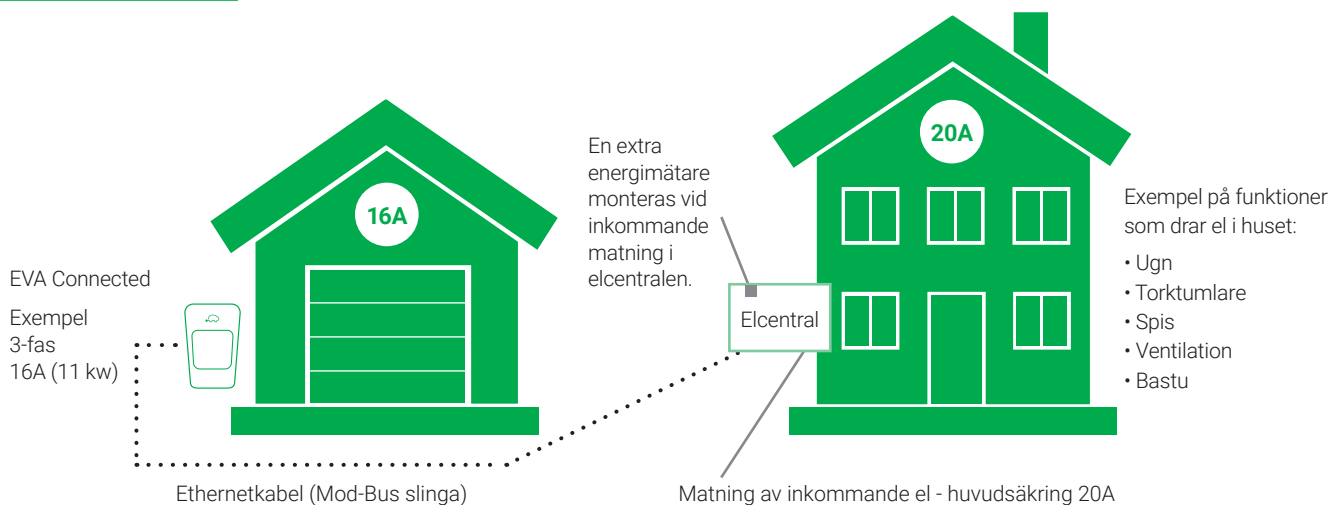 EVA Connected
Exempel
3-fas
16A (11 kw)
16A
En extra
energimätare
monteras vid
inkommande
matning i
elcentralen.
Elcentral
20A
Exempel på funktioner
som drar el i huset:
• Ugn
• Torktumlare
• Spis
• Ventilation
• Bastu
Ethernetkabel (Mod-Bus slinga)
Matning av inkommande el - huvudsäkring 20A